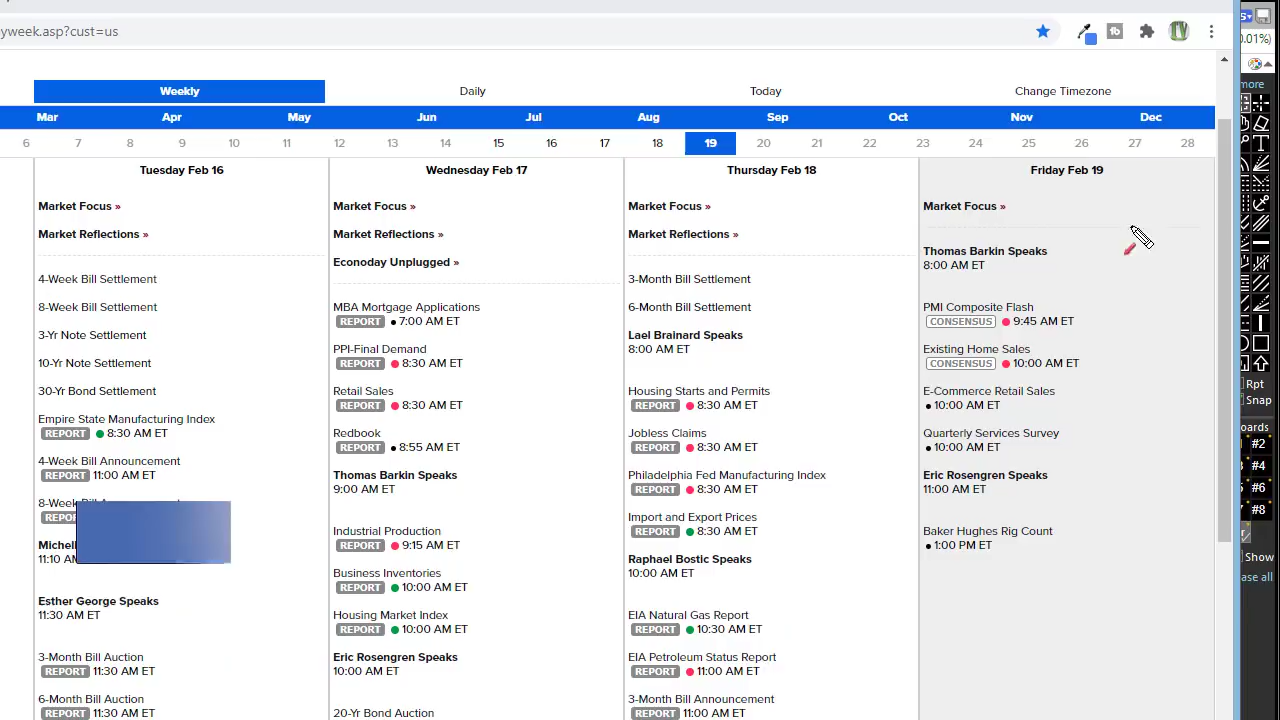 yweek.asp?cust=us
0.01%)
Weekly
Daily
Today
Change Timezone
more
Mar Apr May Jun Jul Aug Sep Oct Nov Dec
6 7 8 9 10 11 12 13 14 15 16 17 18 19 20 21 22 23 24 25 26 27 28
Tuesday Feb 16
Market Focus »
Market Reflections »
4-Week Bill Settlement
8-Week Bill Settlement
3-Yr Note Settlement
10-Yr Note Settlement
30-Yr Bond Settlement
Empire State Manufacturing Index
REPORT 8:30 AM ET
4-Week Bill Announcement
REPORT 11:00 AM ET
8-Week Bill Announcement
Michell
11:10 AM
Esther George Speaks
11:30 AM ET
3-Month Bill Auction
REPORT 11:30 AM ET
6-Month Bill Auction
REPORT 11:30 AM ET
Wednesday Feb 17
Market Focus »
Market Reflections »
Econoday Unplugged »
MBA Mortgage Applications
REPORT 7:00 AM ET
PPI-Final Demand
REPORT 8:30 AM ET
Retail Sales
REPORT 8:30 AM ET
Redbook
REPORT 8:55 AM ET
Thomas Barkin Speaks
9:00 AM ET
Industrial Production
REPORT 9:15 AM ET
Business Inventories
REPORT 10:00 AM ET
Housing Market Index
REPORT 10:00 AM ET
Eric Rosengren Speaks
10:00 AM ET
20-Yr Bond Auction
Thursday Feb 18
Market Focus »
Market Reflections »
3-Month Bill Settlement
6-Month Bill Settlement
Lael Brainard Speaks
8:00 AM ET
Housing Starts and Permits
REPORT 8:30 AM ET
Jobless Claims
REPORT 8:30 AM ET
Philadelphia Fed Manufacturing Index
REPORT 8:30 AM ET
Import and Export Prices
REPORT 8:30 AM ET
Raphael Bostic Speaks
10:00 AM ET
EIA Natural Gas Report
REPORT 10:30 AM ET
EIA Petroleum Status Report
REPORT 11:00 AM ET
3-Month Bill Announcement
REPORT 11:00 AM ET
Friday Feb 19
Market Focus »
Thomas Barkin Speaks
8:00 AM ET
PMI Composite Flash
CONSENSUS 9:45 AM ET
Existing Home Sales
CONSENSUS 10:00 AM ET
E-Commerce Retail Sales
10:00 AM ET
Quarterly Services Survey
10:00 AM ET
Eric Rosengren Speaks
11:00 AM ET
Baker Hughes Rig Count
1:00 PM ET
Rpt
Snap
oards
#2
#4
#6
#8
Show
ase all